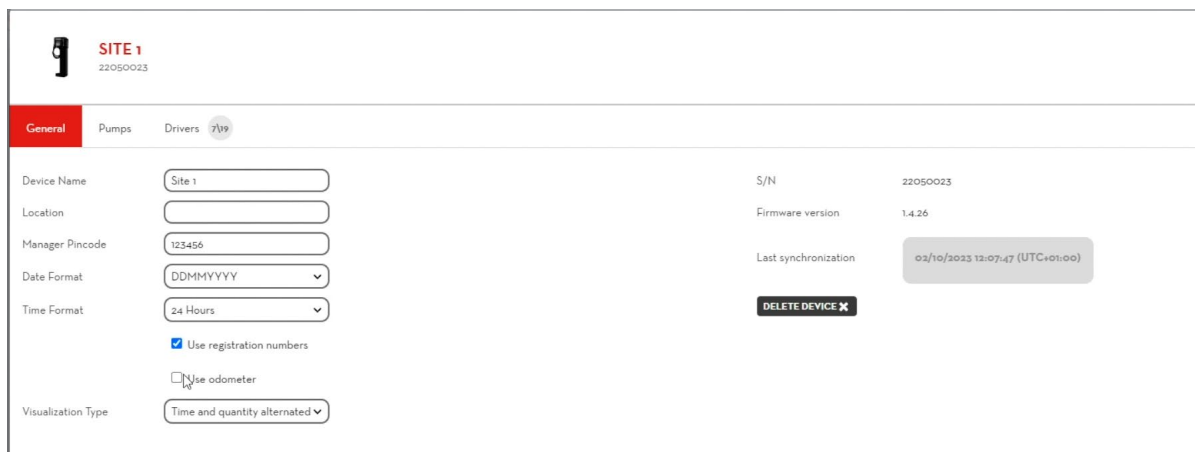 SITE 1
22050023
General Pumps Drivers 7\19
Device Name Site 1
Location
Manager Pincode 123456
Date Format DDMMYYYY
Time Format 24 Hours
Use registration numbers
Use odometer
Visualization Type Time and quantity alternated
S/N 22050023
Firmware version 1.4.26
Last synchronization 02/10/2023 12:07:47 (UTC+01:00)
DELETE DEVICE